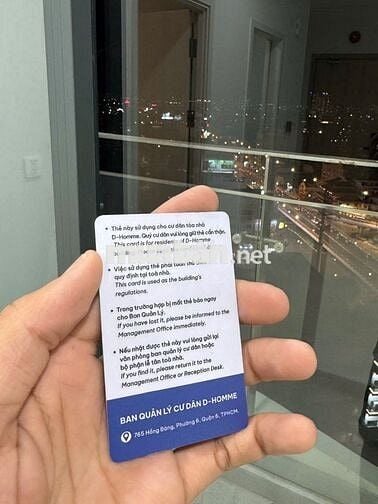 • Thẻ này sử dụng cho cư dân tòa nhà
D-Homme. Quý cư dân vui lòng giữ thẻ cẩn thận.
This card is for resident of D-Homme
.net
• Việc sử dụng thẻ phải tuân
quy định tại toà nhà.
This card is used as the building's
regulations.
• Trong trường hợp bị mất thẻ báo ngay
cho Ban Quản Lý.
If you have lost it, please be informed to the
Management Office immediately.
• Nếu nhặt được thẻ này vui lòng gửi lại
văn phòng ban quản lý cư dân hoặc
bộ phận lễ tân toà nhà.
If you find it, please return it to the
Management Office or Reception Desk.
BAN QUẢN LÝ CƯ DÂN D-HOMME
765 Hồng Bàng, Phường 6, Quận 6, TPHCM.